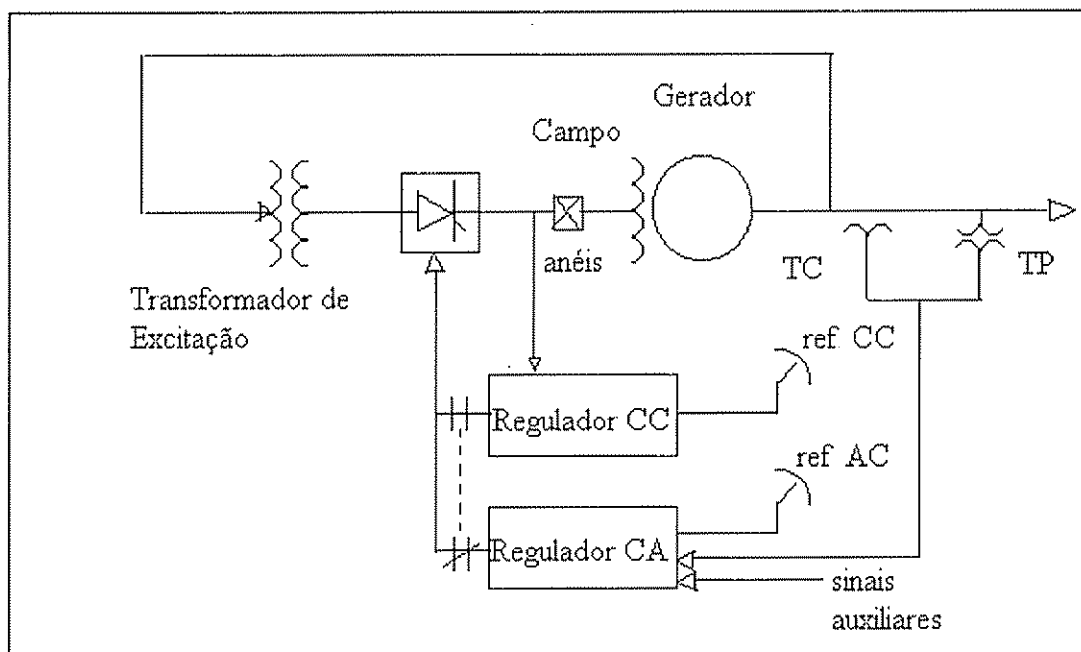 Gerador
Campo
anéis
TC
TP
Transformador de
Excitação
ref CC
Regulador CC
ref AC
Regulador CA
sinais
auxiliares